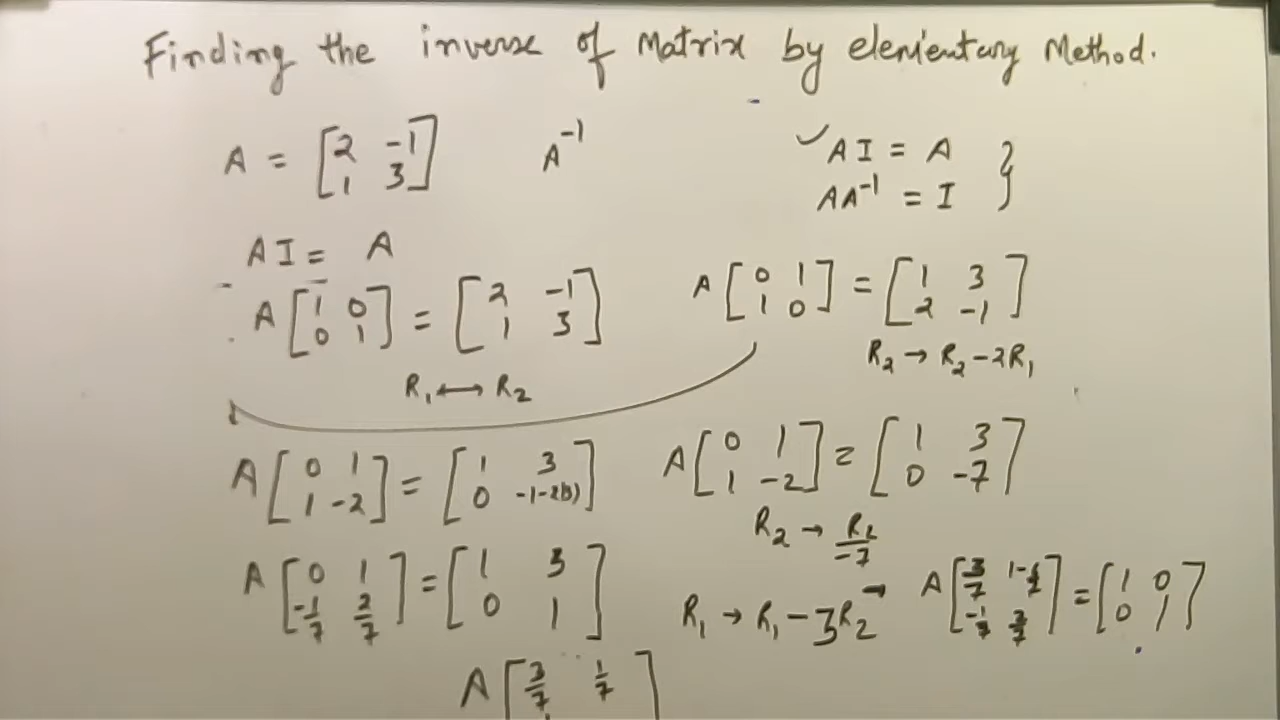 Finding the inverse of Matrix by elementary Method.
A = [2 -1; 1 3] A⁻¹ ✓AI = A
AA⁻¹ = I }
AI = A
A[1 0; 0 1] = [2 -1; 1 3] A[0 1; 1 0] = [1 3; 2 -1]
R₁ ↔ R₂ R₂ → R₂ - 2R₁
A[0 1; 1 -2] = [1 3; 0 -1-2(3)] A[0 1; 1 -2] = [1 3; 0 -7]
R₂ → R₂/-7
A[0 1; -1/7 2/7] = [1 3; 0 1] R₁ → R₁ - 3R₂ → A[3/7 ; -1/7 2/7] = [1 0; 0 1]
A[3/7 1/7